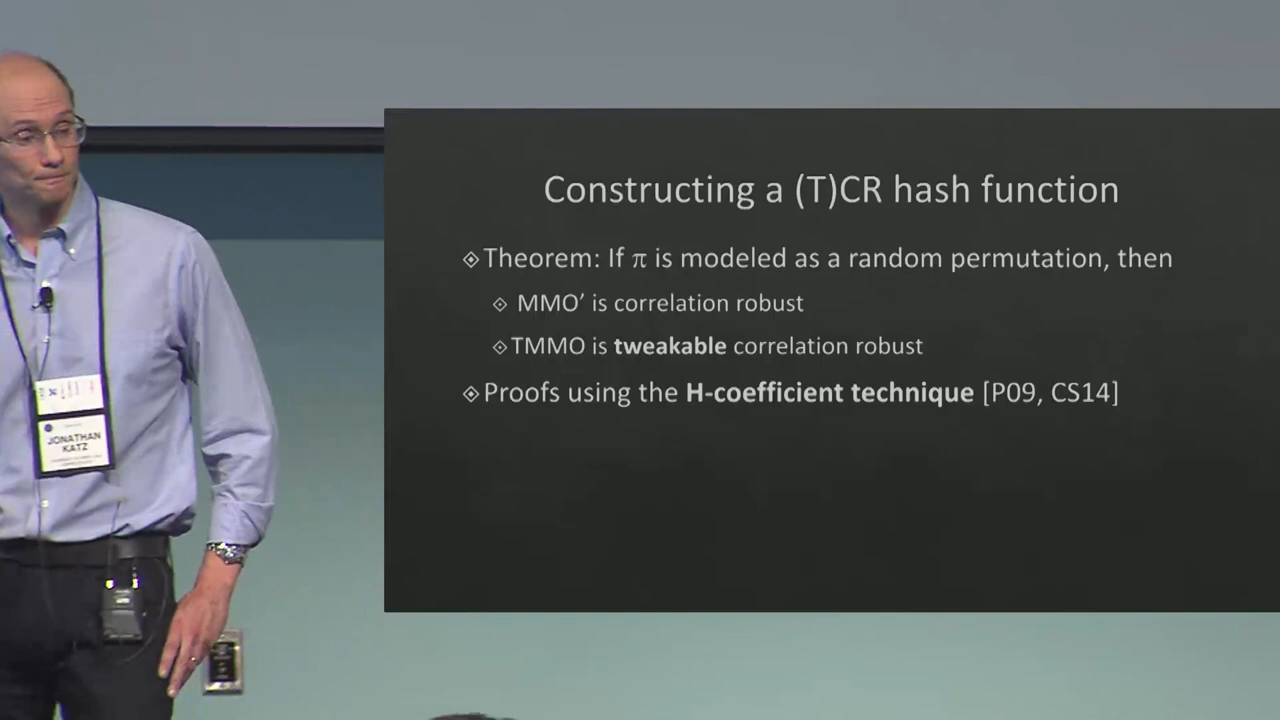 Constructing a (T)CR hash function
◈Theorem: If π is modeled as a random permutation, then
◈ MMO’ is correlation robust
◈TMMO is tweakable correlation robust
◈Proofs using the H-coefficient technique [P09, CS14]
JONATHAN
KATZ